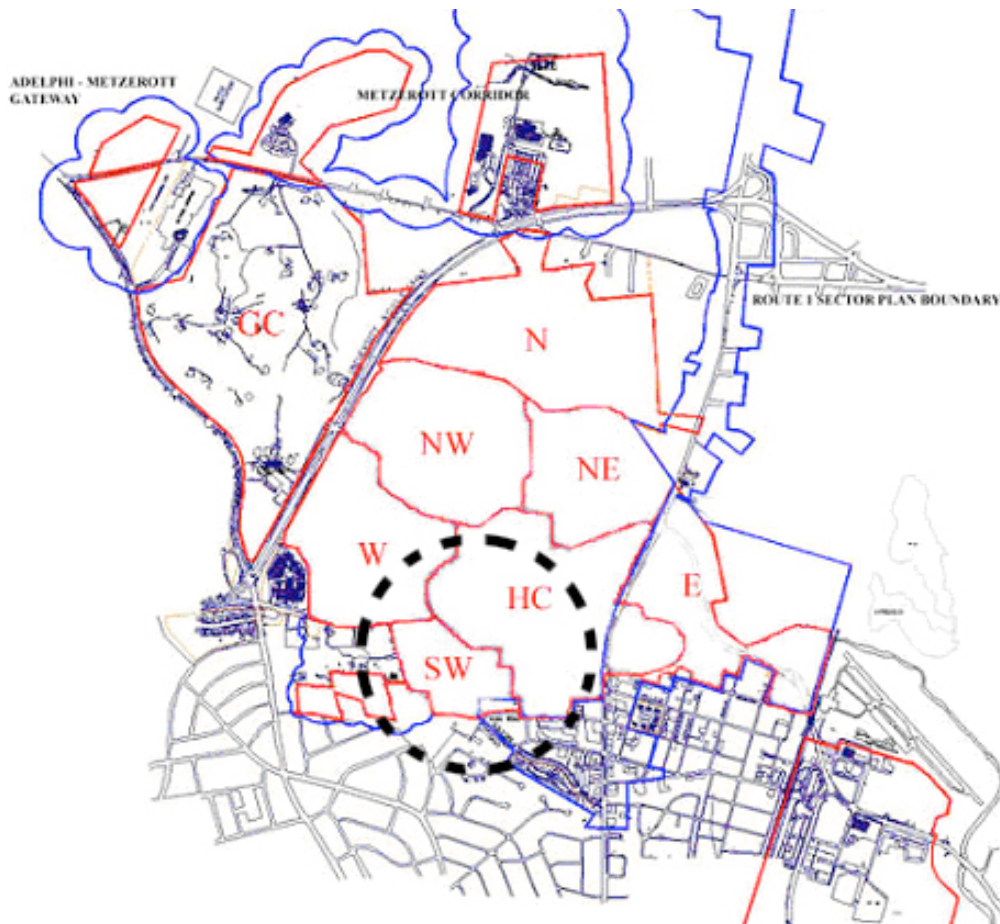 ADELPHI - METZEROTT
GATEWAY
METZEROTT CORRIDOR
ROUTE 1 SECTOR PLAN BOUNDARY
GC
N
NW
NE
W
HC
E
SW